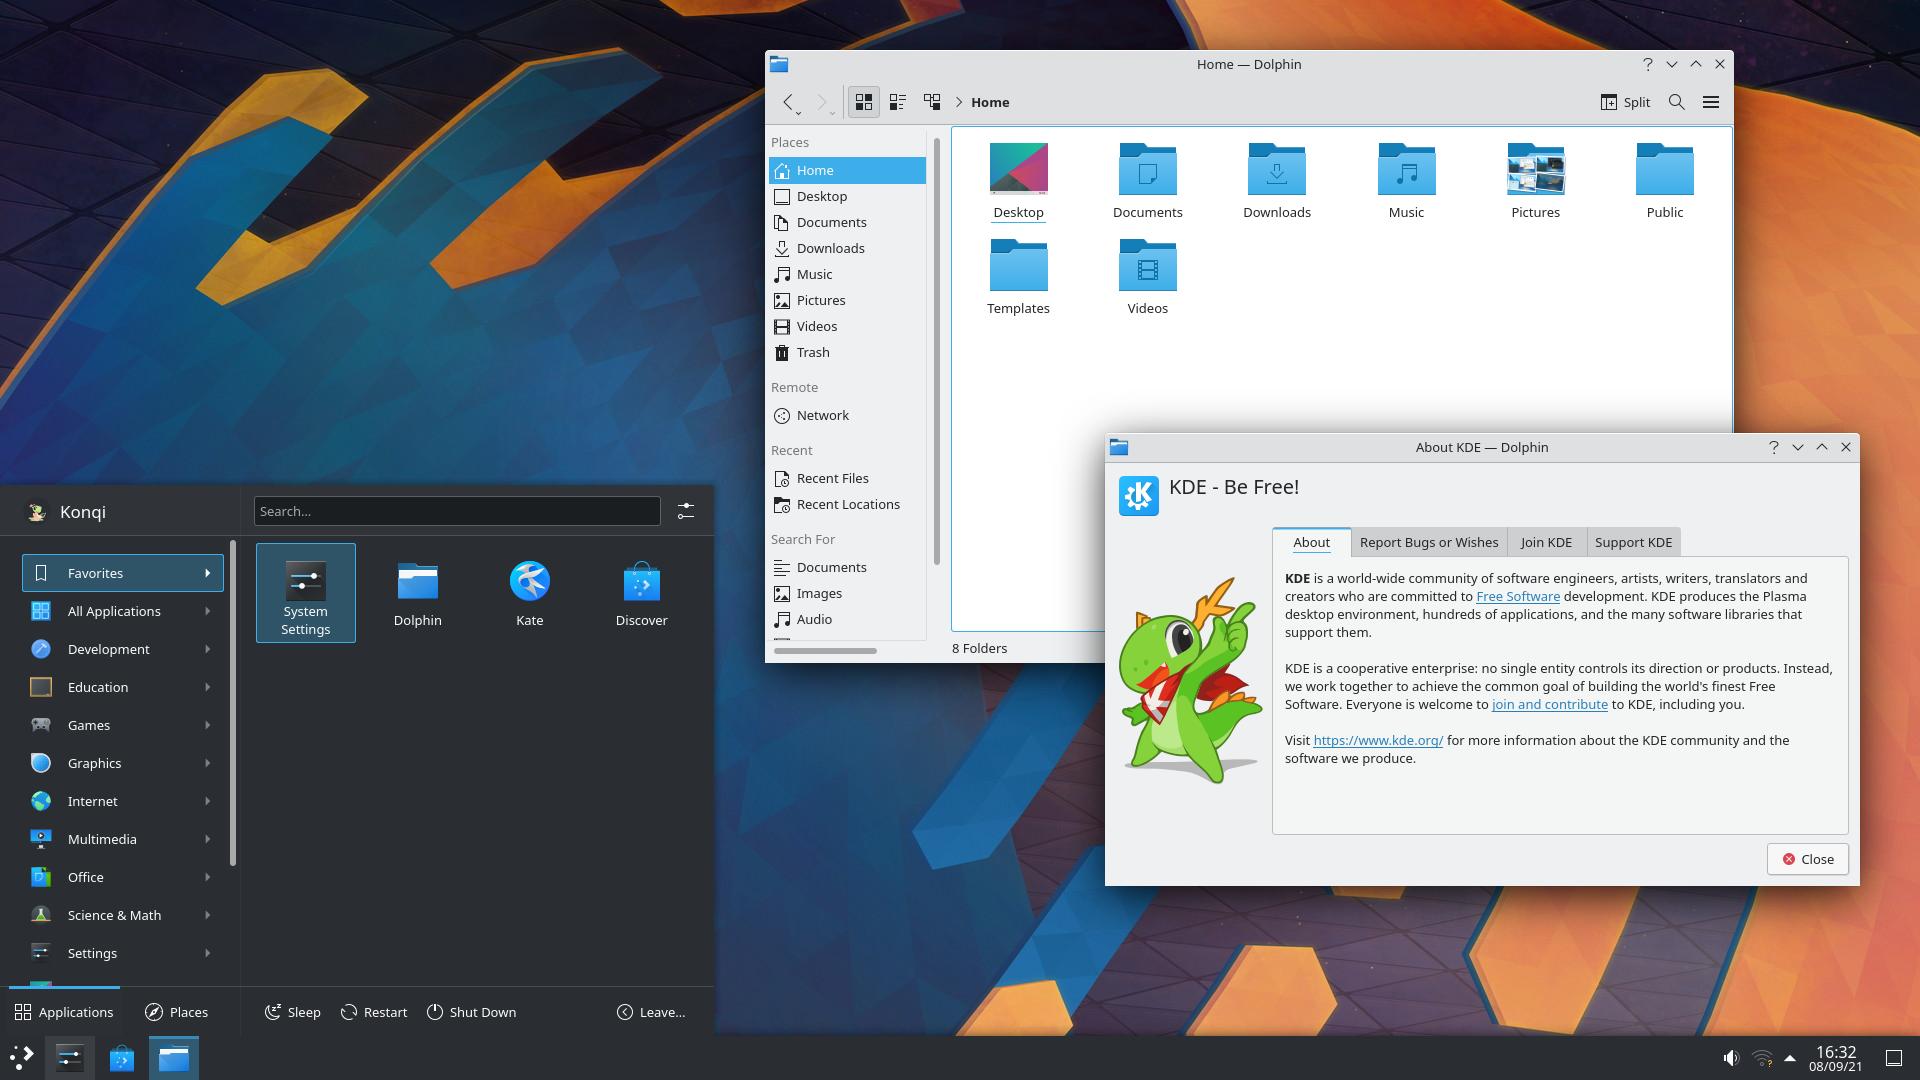 Home — Dolphin
Home
Split
Places
Home
Desktop
Documents
Downloads
Music
Pictures
Videos
Trash
Remote
Network
Recent
Recent Files
Recent Locations
Search For
Documents
Images
Audio
Desktop
Documents
Downloads
Music
Pictures
Public
Templates
Videos
8 Folders
About KDE — Dolphin
KDE - Be Free!
About
Report Bugs or Wishes
Join KDE
Support KDE
KDE is a world-wide community of software engineers, artists, writers, translators and
creators who are committed to Free Software development. KDE produces the Plasma
desktop environment, hundreds of applications, and the many software libraries that
support them.
KDE is a cooperative enterprise: no single entity controls its direction or products. Instead,
we work together to achieve the common goal of building the world's finest Free
Software. Everyone is welcome to join and contribute to KDE, including you.
Visit https://www.kde.org/ for more information about the KDE community and the
software we produce.
Close
Konqi
Search...
Favorites
All Applications
Development
Education
Games
Graphics
Internet
Multimedia
Office
Science & Math
Settings
System
Settings
Dolphin
Kate
Discover
Applications
Places
Sleep
Restart
Shut Down
Leave...
16:32
08/09/21